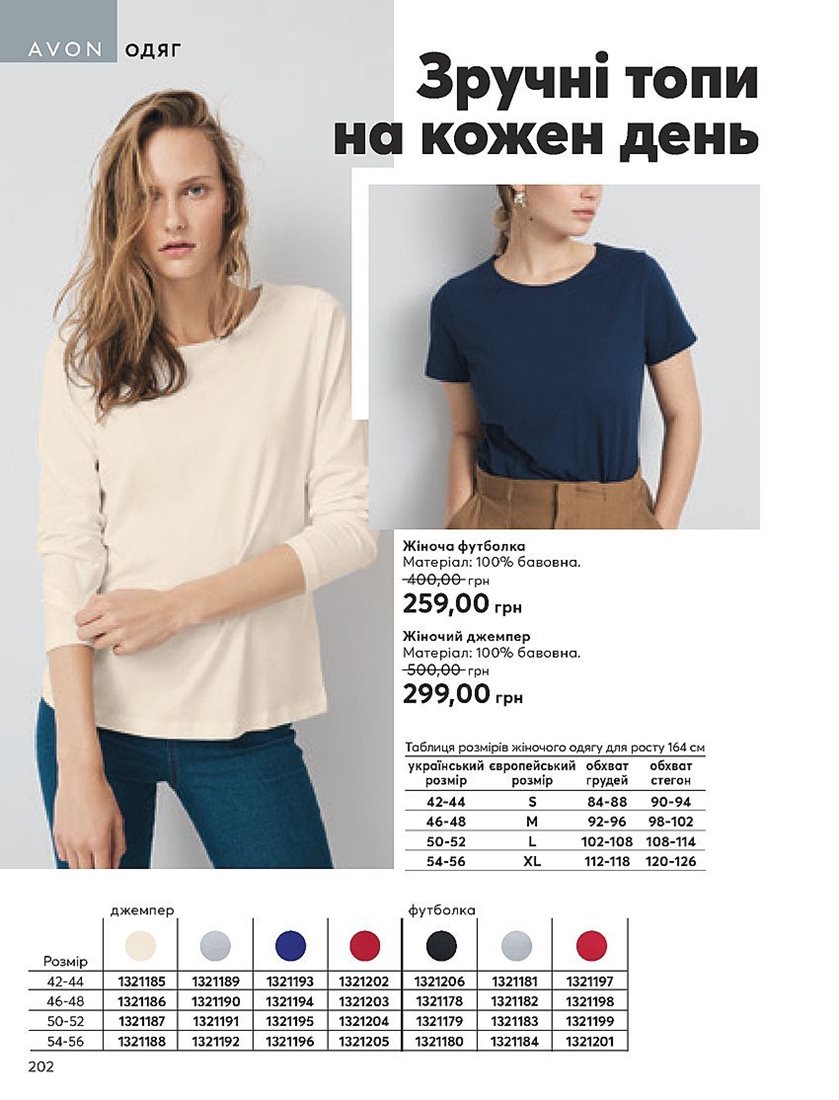 AVON ОДЯГ
Зручні топи
на кожен день
Жіноча футболка
Матеріал: 100% бавовна.
400,00 грн
259,00 грн
Жіночий джемпер
Матеріал: 100% бавовна.
500,00 грн
299,00 грн
Таблиця розмірів жіночого одягу для росту 164 см
український європейський обхват обхват
розмір розмір грудей стегон
42-44 S 84-88 90-94
46-48 M 92-96 98-102
50-52 L 102-108 108-114
54-56 XL 112-118 120-126
джемпер футболка
Розмір
42-44 1321185 1321189 1321193 1321202 1321206 1321181 1321197
46-48 1321186 1321190 1321194 1321203 1321178 1321182 1321198
50-52 1321187 1321191 1321195 1321204 1321179 1321183 1321199
54-56 1321188 1321192 1321196 1321205 1321180 1321184 1321201
202